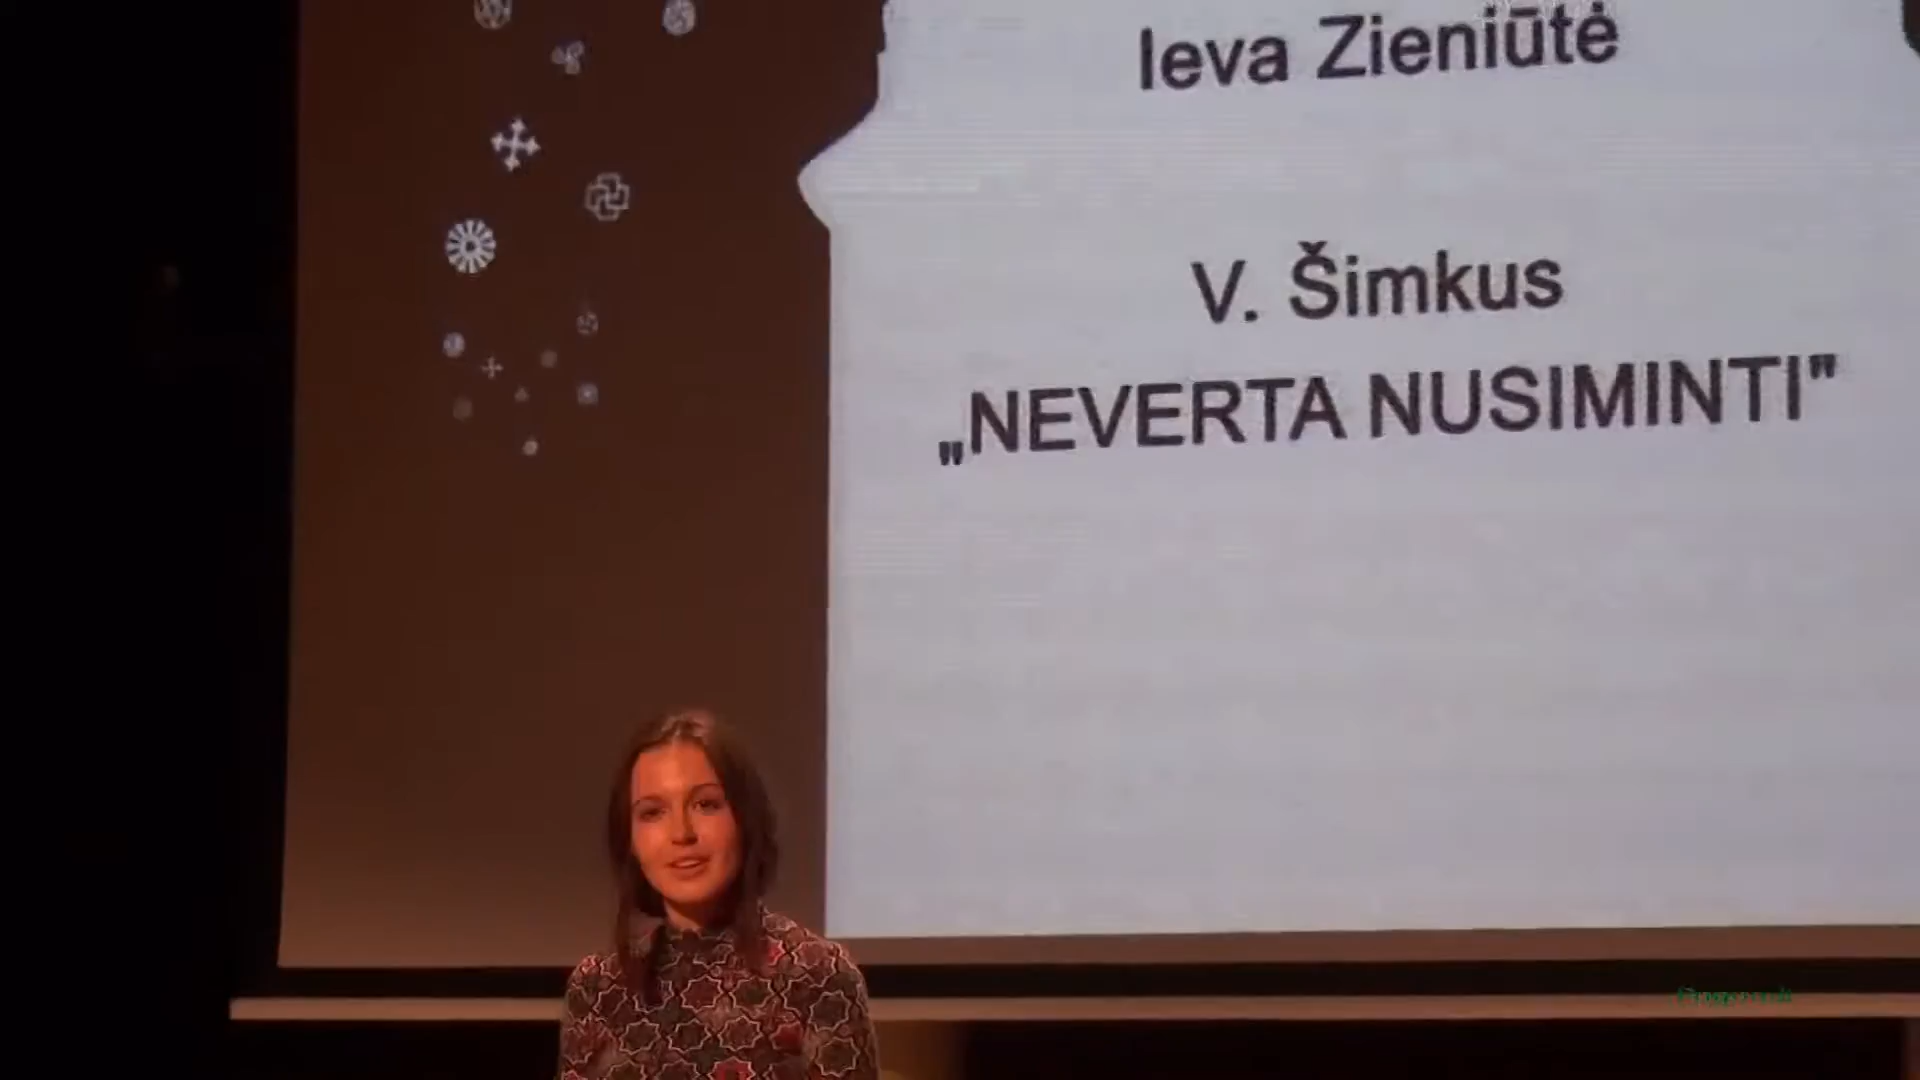 Ieva Zieniūtė
V. Šimkus
„NEVERTA NUSIMINTI"